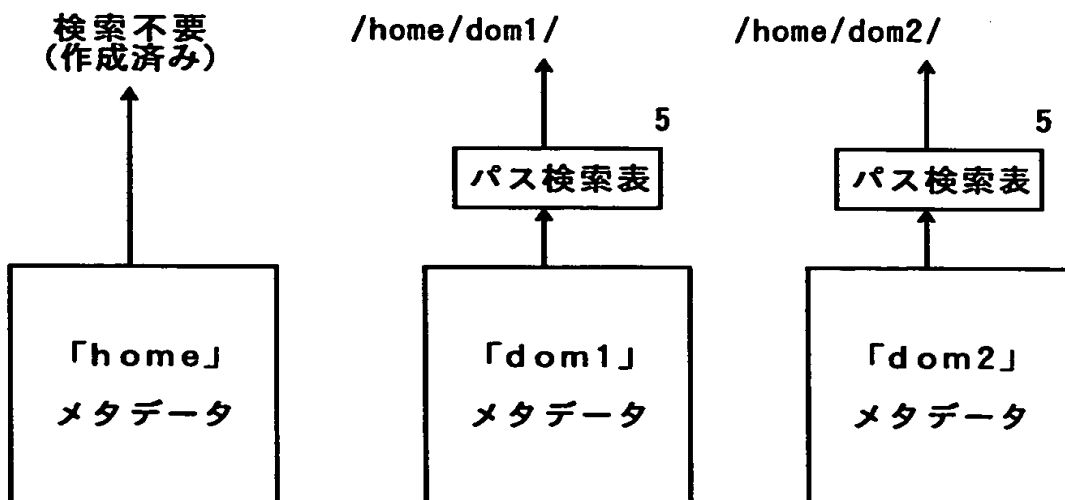 検索不要
(作成済み)
/home/dom1/
/home/dom2/
5
5
パス検索表
パス検索表
「home」
メタデータ
「dom1」
メタデータ
「dom2」
メタデータ